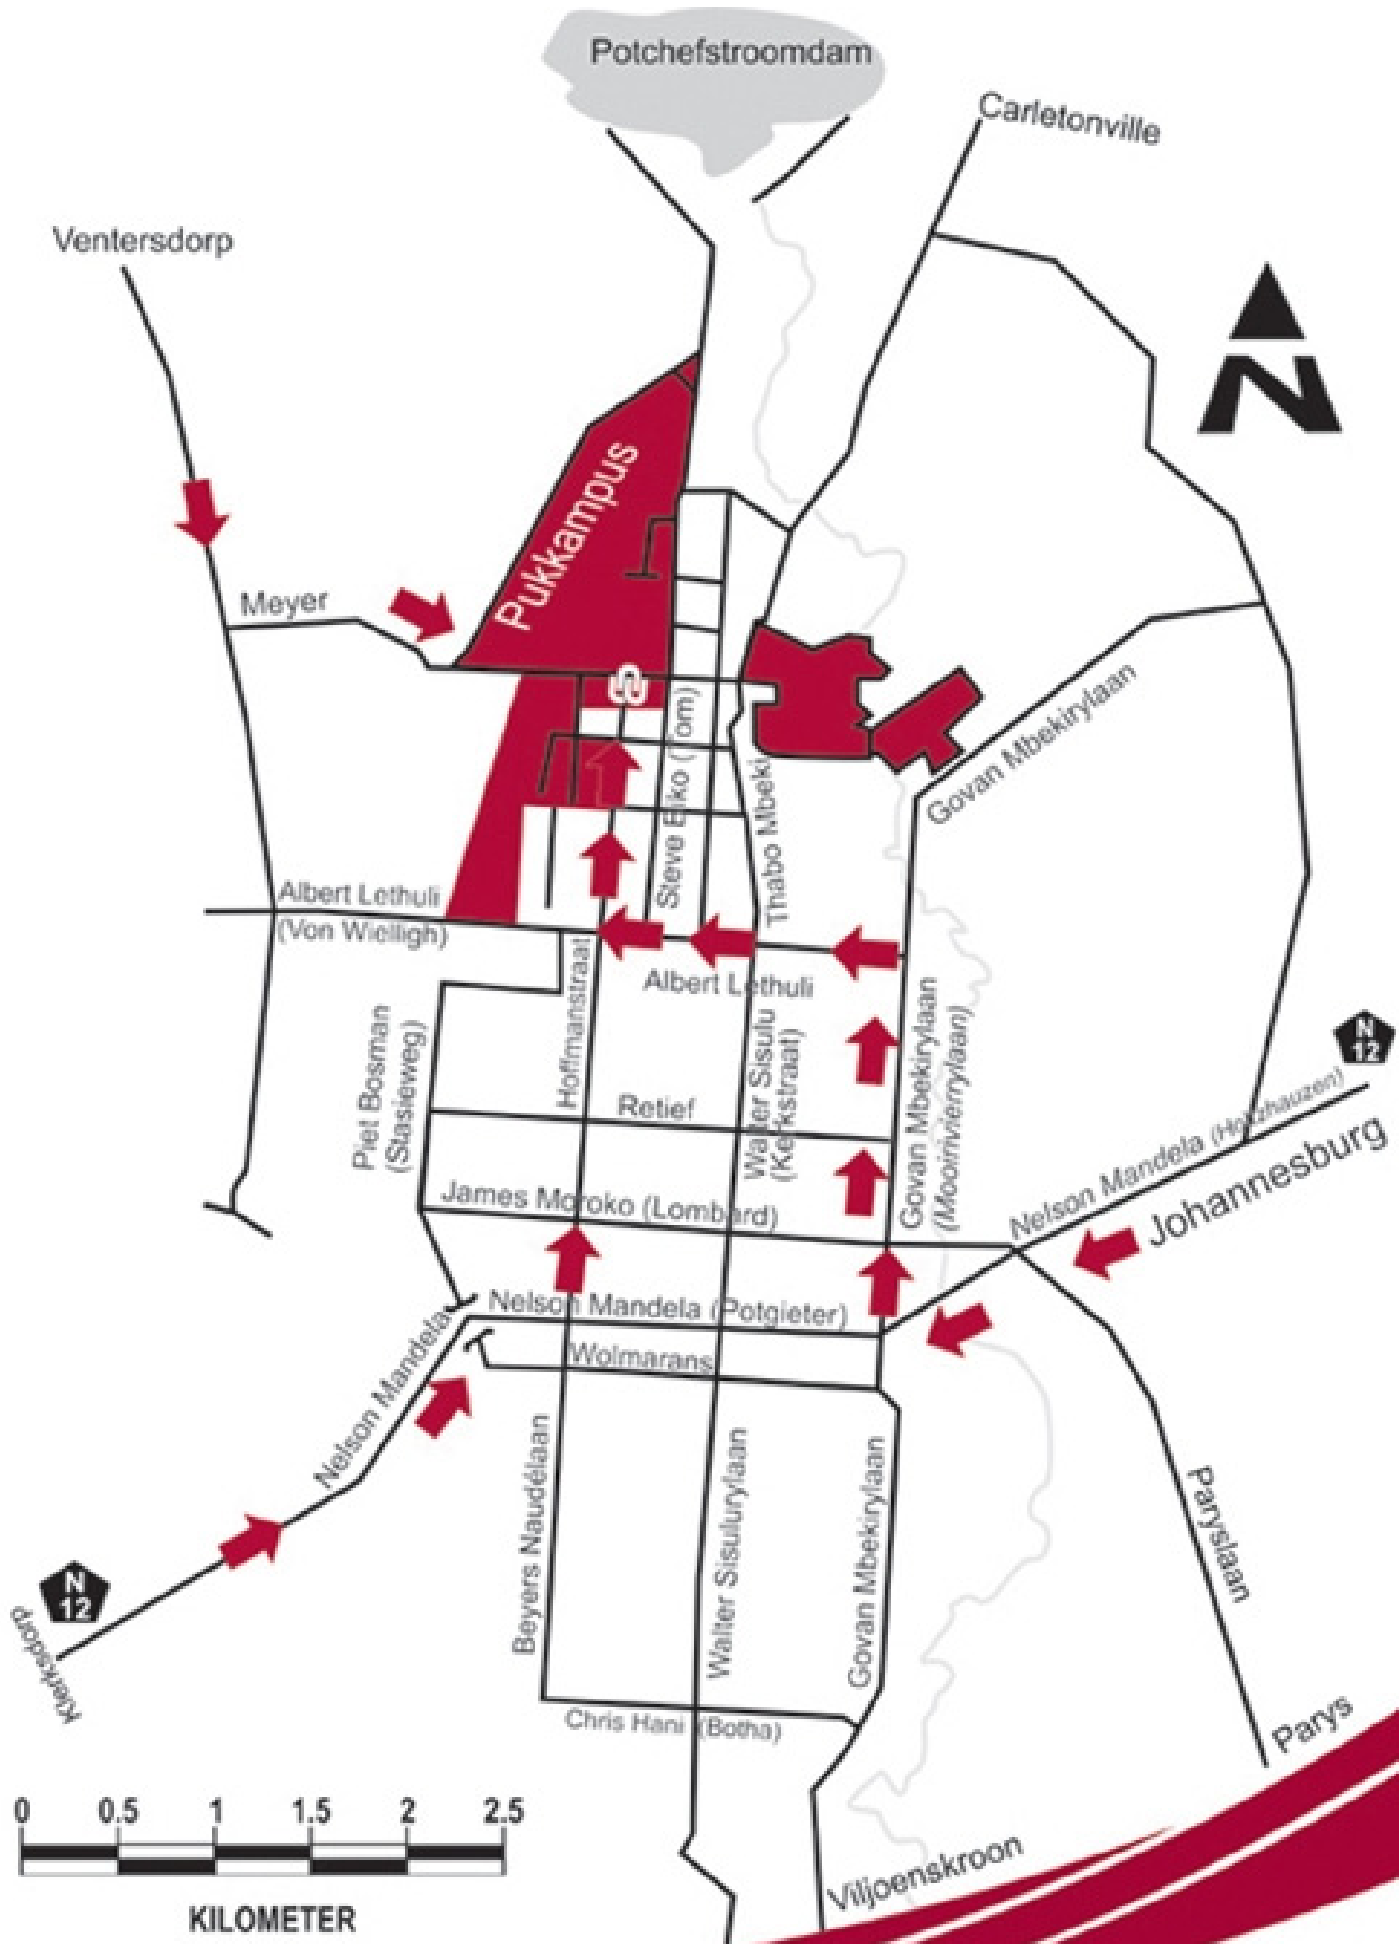 Potchefstroomdam
Carletonville
Ventersdorp
N
Pukkampus
Meyer
Steve Biko (Tom)
Thabo Mbeki
Govan Mbekirylaan
Albert Lethuli
(Von Wielligh)
Albert Lethuli
Hoffmanstraat
Piet Bosman
(Stasieweg)
Walter Sisulu
(Kerkstraat)
Govan Mbekirylaan
(Mooirivierrylaan)
N
12
Retief
Nelson Mandela (Holzhauzen)
Johannesburg
James Moroko (Lombard)
Nelson Mandela (Potgieter)
Nelson Mandela
Wolmarans
Beyers Naudélaan
Walter Sisulurylaan
Govan Mbekirylaan
Paryslaan
N
12
Klerksdorp
Chris Hani (Botha)
Parys
Viljoenskroon
0 0.5 1 1.5 2 2.5
KILOMETER